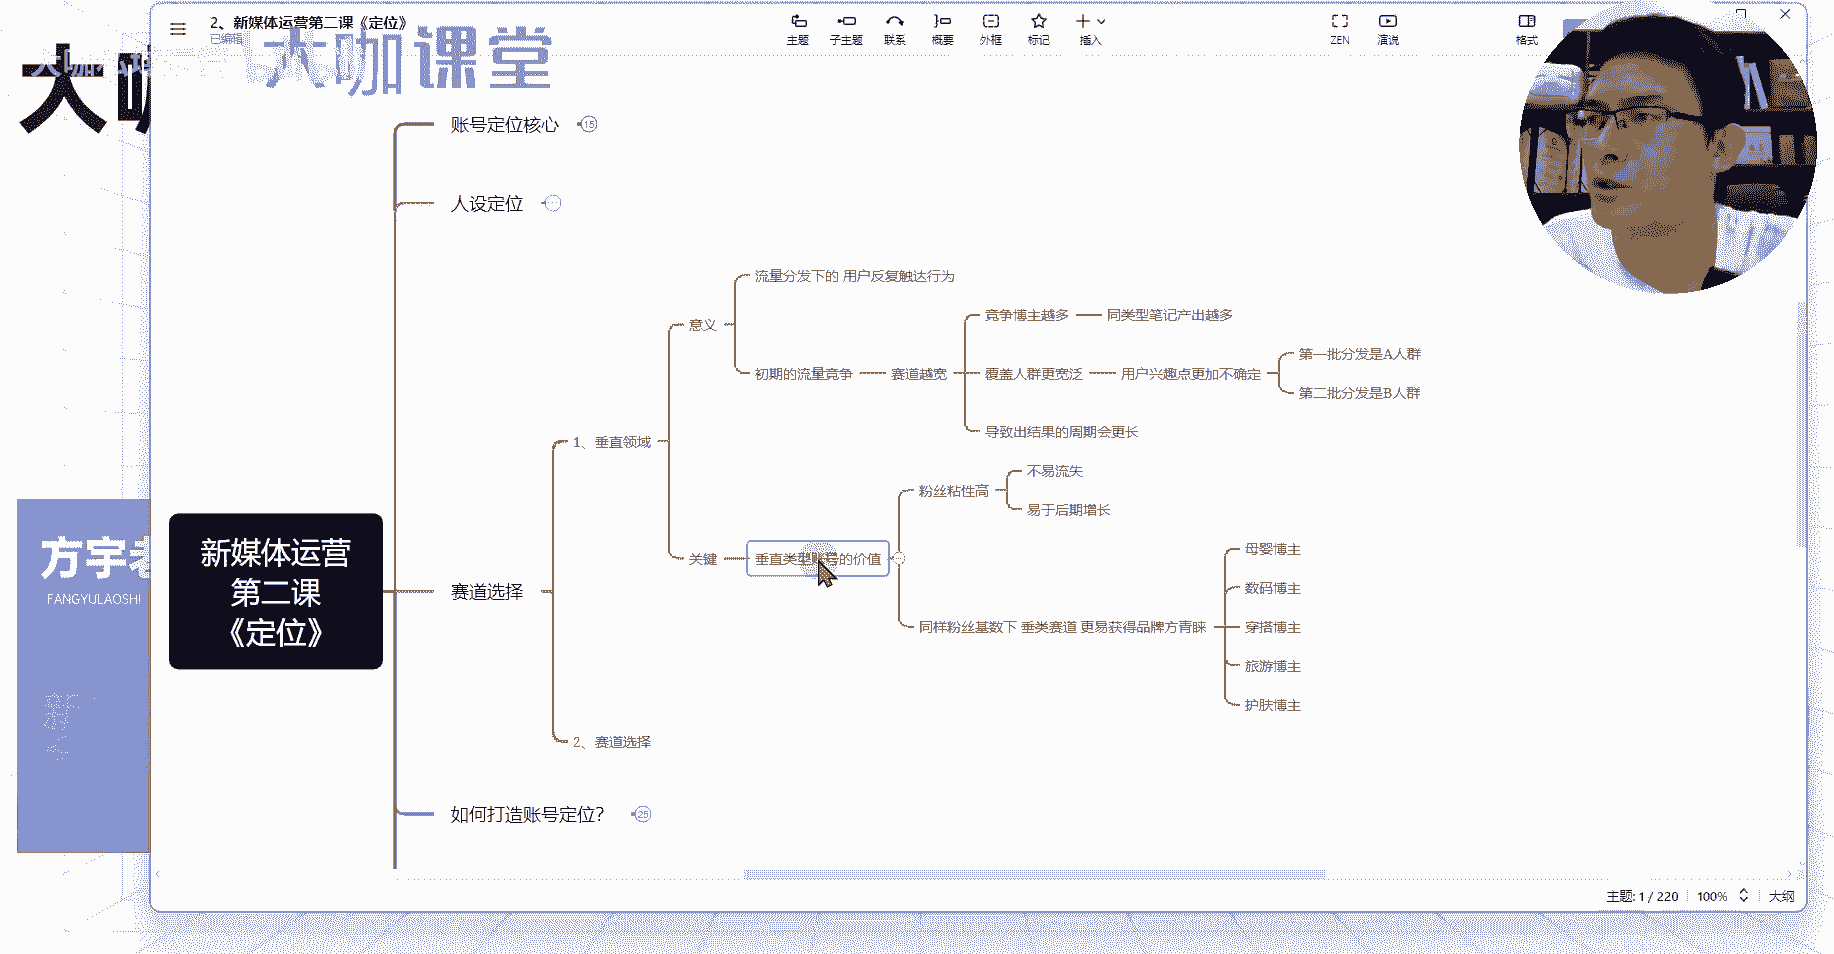 2、新媒体运营第二课《定位》
已编辑
主题
子主题
联系
概要
外框
标记
插入
ZEN
演说
格式
大咖课堂
大咖
账号定位核心
15
人设定位
流量分发下的 用户反复触达行为
意义
竞争博主越多
同类型笔记产出越多
初期的流量竞争
赛道越宽
覆盖人群更宽泛
用户兴趣点更加不确定
第一批分发是A人群
第二批分发是B人群
导致出结果的周期会更长
1、垂直领域
粉丝粘性高
不易流失
易于后期增长
关键
垂直类型账号的价值
同样粉丝基数下 垂类赛道 更易获得品牌方青睐
母婴博主
数码博主
穿搭博主
旅游博主
护肤博主
新媒体运营
第二课
《定位》
赛道选择
2、赛道选择
如何打造账号定位？
25
方宇老
FANGYULAOSHI
主题: 1 / 220
100%
大纲